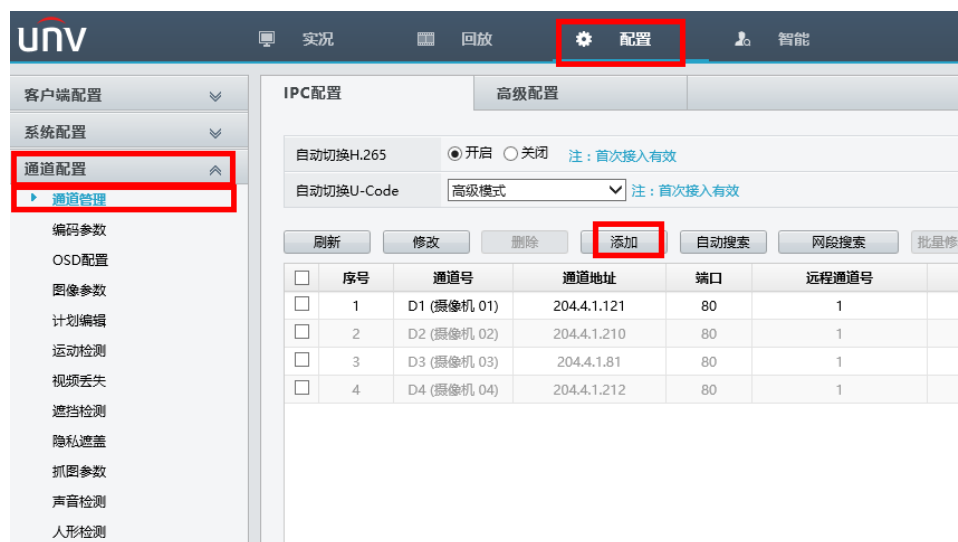 unv 实况 回放 配置 智能
客户端配置
系统配置
通道配置
通道管理
编码参数
OSD配置
图像参数
计划编辑
运动检测
视频丢失
遮挡检测
隐私遮盖
抓图参数
声音检测
人形检测
IPC配置 高级配置
自动切换H.265 开启 关闭 注：首次接入有效
自动切换U-Code 高级模式 注：首次接入有效
刷新 修改 删除 添加 自动搜索 网段搜索 批量修
序号 通道号 通道地址 端口 远程通道号
1 D1 (摄像机 01) 204.4.1.121 80 1
2 D2 (摄像机 02) 204.4.1.210 80 1
3 D3 (摄像机 03) 204.4.1.81 80 1
4 D4 (摄像机 04) 204.4.1.212 80 1